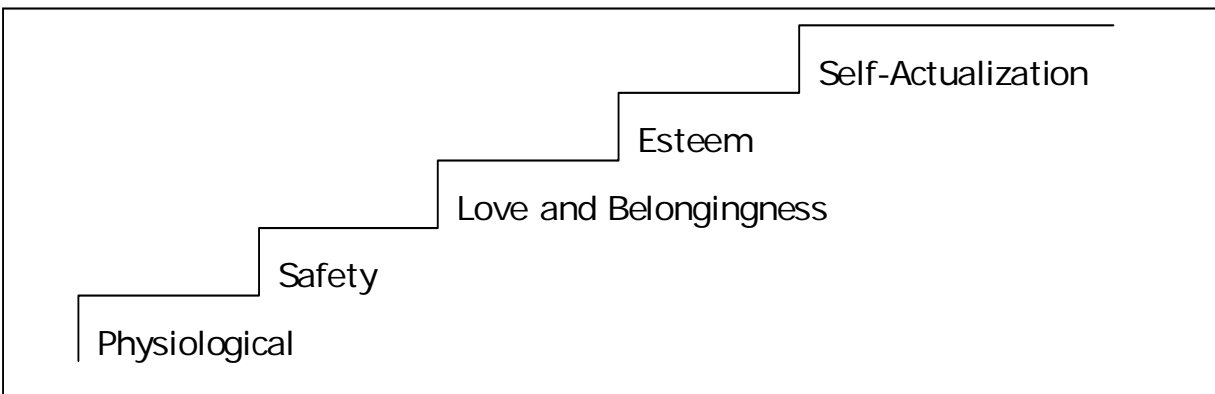 Self-Actualization
Esteem
Love and Belongingness
Safety
Physiological